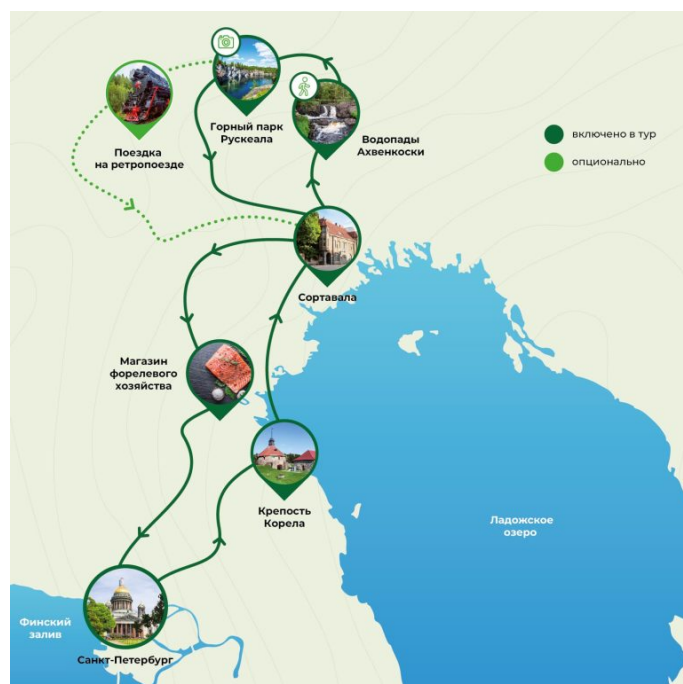 Горный парк
Рускеала
Поездка
на ретропоезде
Водопады
Ахвенкоски
включено в тур
опционально
Сортавала
Магазин
форелевого
хозяйства
Крепость
Корела
Ладожское
озеро
Финский
залив
Санкт-Петербург